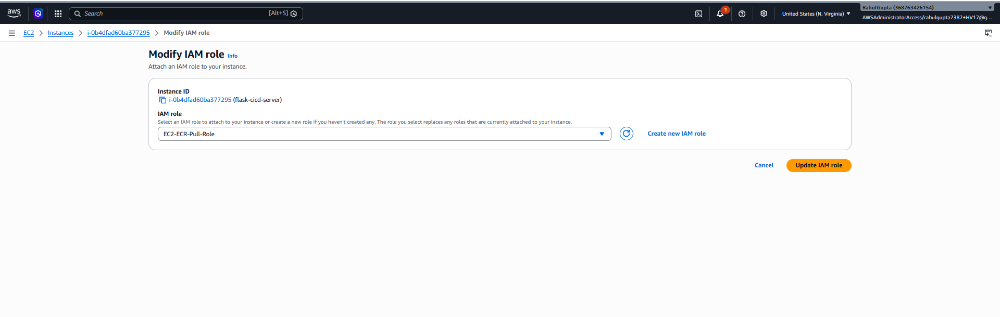 aws
Search [Alt+S]
1
United States (N. Virginia)
RahulGupta (368763426154)
AWSAdministratorAccess/rahulgupta7387+HV17@g...
EC2 > Instances > i-0b4dfad60ba377295 > Modify IAM role
Modify IAM role Info
Attach an IAM role to your instance.
Instance ID
i-0b4dfad60ba377295 (flask-cicd-server)
IAM role
Select an IAM role to attach to your instance or create a new role if you haven't created any. The role you select replaces any roles that are currently attached to your instance.
EC2-ECR-Pull-Role
Create new IAM role
Cancel
Update IAM role